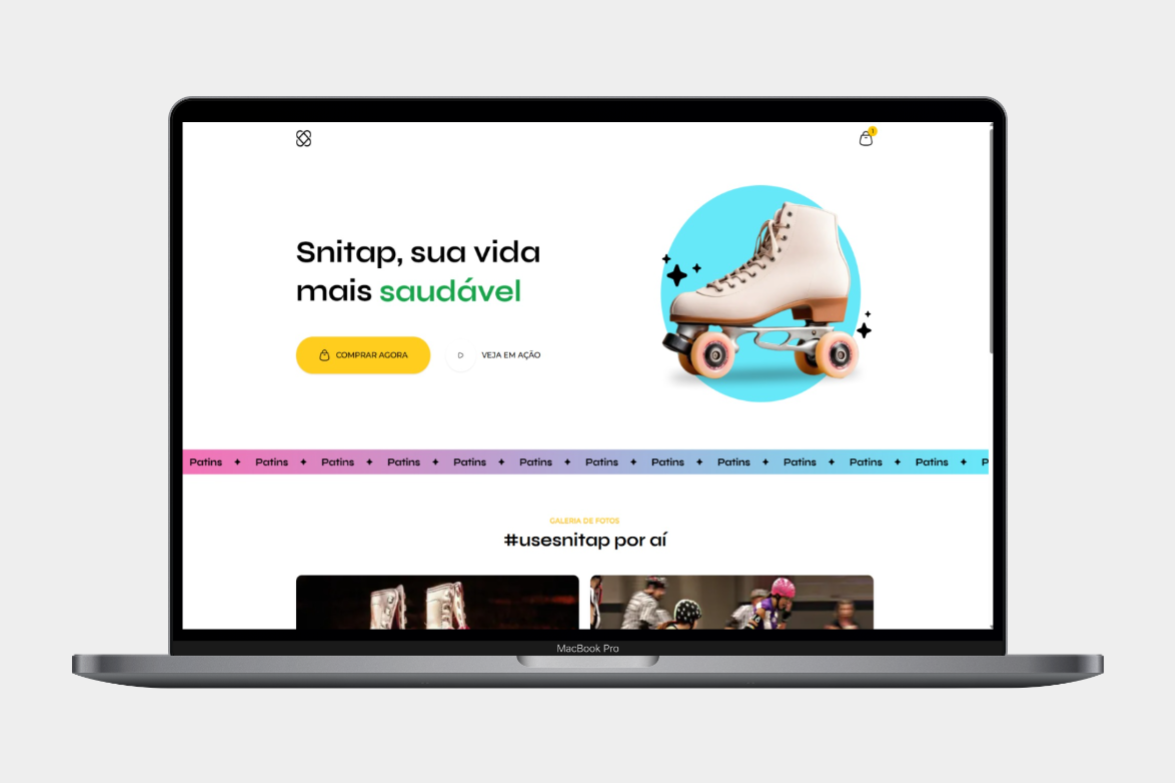 1
Snitap, sua vida
mais saudável
COMPRAR AGORA
D VEJA EM AÇÃO
Patins ✦ Patins ✦ Patins ✦ Patins ✦ Patins ✦ Patins ✦ Patins ✦ Patins ✦ Patins ✦ Patins ✦ Patins ✦ Patins ✦ P
GALERIA DE FOTOS
#usesnitap por aí
MacBook Pro